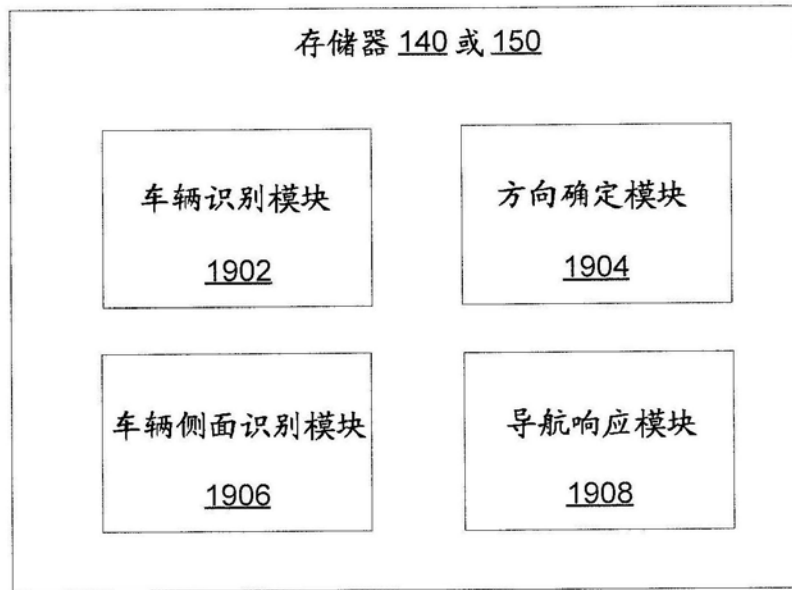 存储器 140 或 150
车辆识别模块
1902
方向确定模块
1904
车辆侧面识别模块
1906
导航响应模块
1908